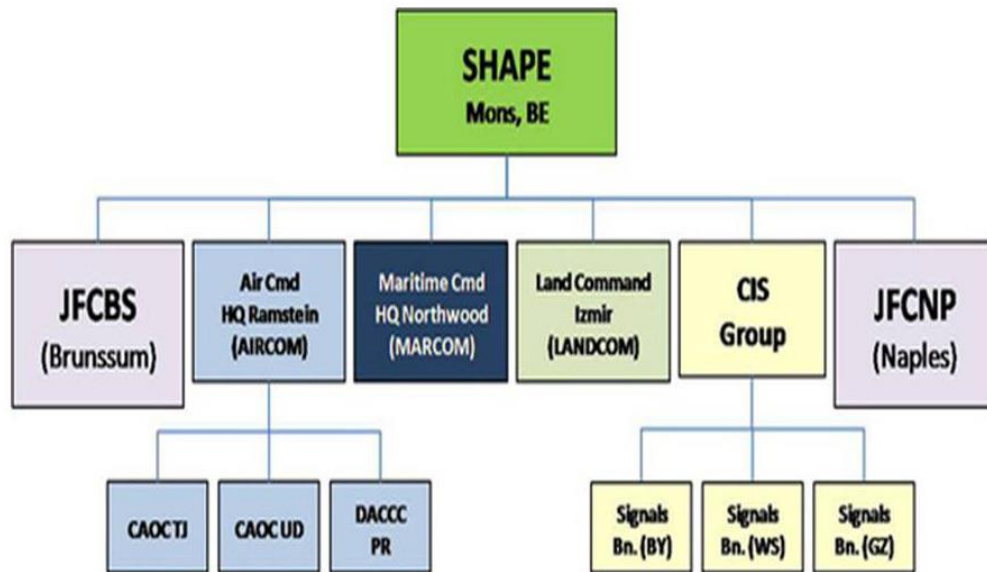 SHAPE
Mons, BE
JFCBS
(Brunssum)
Air Cmd
HQ Ramstein
(AIRCOM)
Maritime Cmd
HQ Northwood
(MARCOM)
Land Command
Izmir
(LANDCOM)
CIS
Group
JFCNP
(Naples)
CAOC TJ
CAOC UD
DACCC
PR
Signals
Bn. (BY)
Signals
Bn. (WS)
Signals
Bn. (GZ)